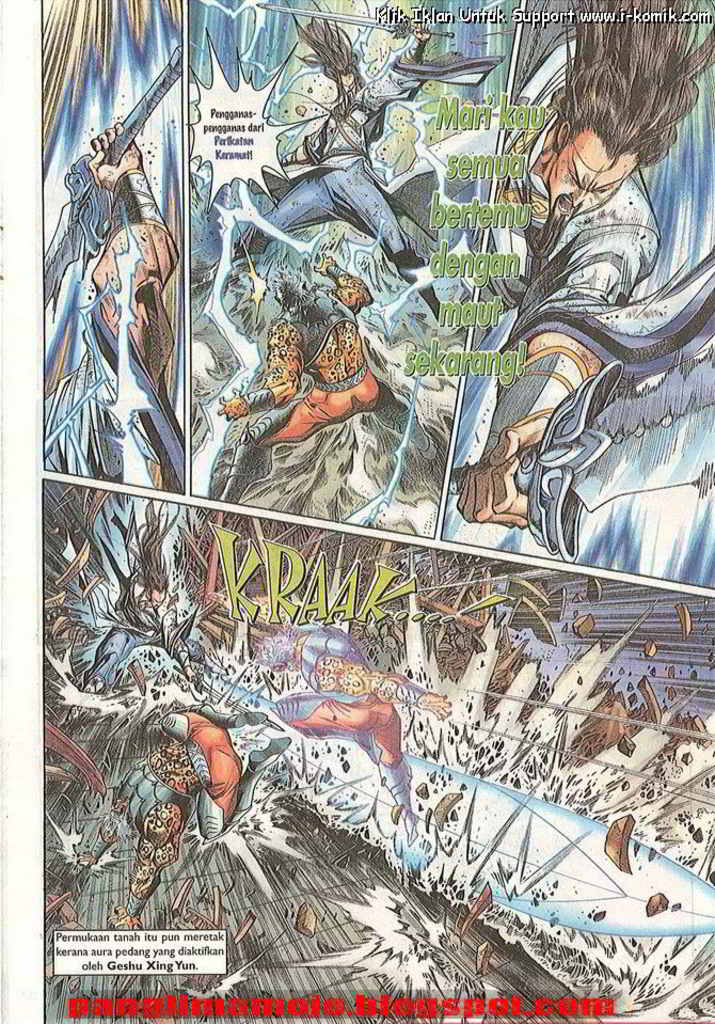 Klik Iklan Untuk Support www.i-komik.com
Pengganas-
pengganas dari
Perikatan
Keramat!
Mari kau
semua
bertemu
dengan
maut
sekarang!
KRAAK....!
Permukaan tanah itu pun meretak
kerana aura pedang yang diaktifkan
oleh Geshu Xing Yun.
panglimamojo.blogspot.com